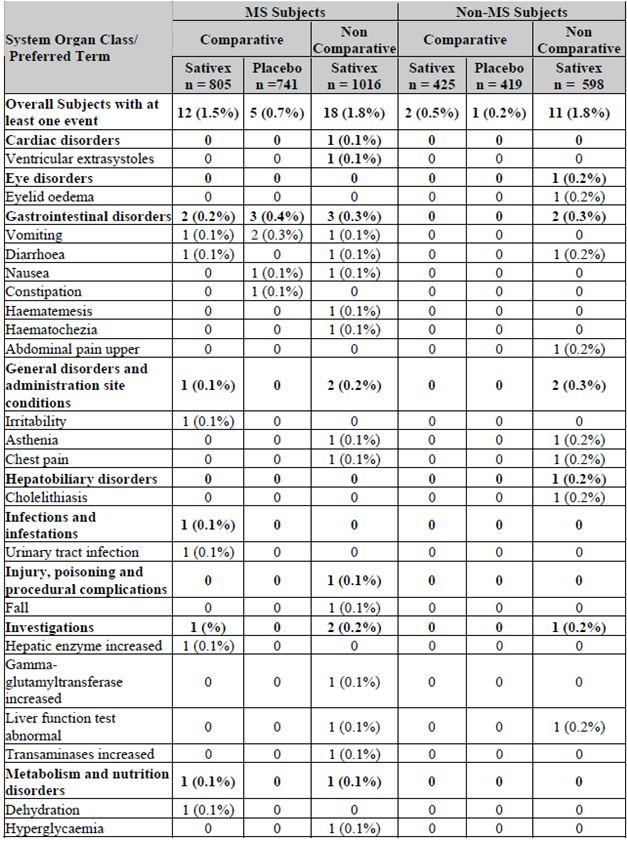 System Organ Class/ Preferred Term | MS Subjects | Non-MS Subjects
Comparative | Non Comparative | Comparative | Non Comparative
Sativex n = 805 | Placebo n =741 | Sativex n = 1016 | Sativex n = 425 | Placebo n = 419 | Sativex n = 598
Overall Subjects with at least one event | 12 (1.5%) | 5 (0.7%) | 18 (1.8%) | 2 (0.5%) | 1 (0.2%) | 11 (1.8%)
Cardiac disorders | 0 | 0 | 1 (0.1%) | 0 | 0 | 0
Ventricular extrasystoles | 0 | 0 | 1 (0.1%) | 0 | 0 | 0
Eye disorders | 0 | 0 | 0 | 0 | 0 | 1 (0.2%)
Eyelid oedema | 0 | 0 | 0 | 0 | 0 | 1 (0.2%)
Gastrointestinal disorders | 2 (0.2%) | 3 (0.4%) | 3 (0.3%) | 0 | 0 | 2 (0.3%)
Vomiting | 1 (0.1%) | 2 (0.3%) | 1 (0.1%) | 0 | 0 | 0
Diarrhoea | 1 (0.1%) | 0 | 1 (0.1%) | 0 | 0 | 1 (0.2%)
Nausea | 0 | 1 (0.1%) | 1 (0.1%) | 0 | 0 | 0
Constipation | 0 | 1 (0.1%) | 0 | 0 | 0 | 0
Haematemesis | 0 | 0 | 1 (0.1%) | 0 | 0 | 0
Haematochezia | 0 | 0 | 1 (0.1%) | 0 | 0 | 0
Abdominal pain upper | 0 | 0 | 0 | 0 | 0 | 1 (0.2%)
General disorders and administration site conditions | 1 (0.1%) | 0 | 2 (0.2%) | 0 | 0 | 2 (0.3%)
Irritability | 1 (0.1%) | 0 | 0 | 0 | 0 | 0
Asthenia | 0 | 0 | 1 (0.1%) | 0 | 0 | 1 (0.2%)
Chest pain | 0 | 0 | 1 (0.1%) | 0 | 0 | 1 (0.2%)
Hepatobiliary disorders | 0 | 0 | 0 | 0 | 0 | 1 (0.2%)
Cholelithiasis | 0 | 0 | 0 | 0 | 0 | 1 (0.2%)
Infections and infestations | 1 (0.1%) | 0 | 0 | 0 | 0 | 0
Urinary tract infection | 1 (0.1%) | 0 | 0 | 0 | 0 | 0
Injury, poisoning and procedural complications | 0 | 0 | 1 (0.1%) | 0 | 0 | 0
Fall | 0 | 0 | 1 (0.1%) | 0 | 0 | 0
Investigations | 1 (%) | 0 | 2 (0.2%) | 0 | 0 | 1 (0.2%)
Hepatic enzyme increased | 1 (0.1%) | 0 | 0 | 0 | 0 | 0
Gamma-glutamyltransferase increased | 0 | 0 | 1 (0.1%) | 0 | 0 | 0
Liver function test abnormal | 0 | 0 | 1 (0.1%) | 0 | 0 | 1 (0.2%)
Transaminases increased | 0 | 0 | 1 (0.1%) | 0 | 0 | 0
Metabolism and nutrition disorders | 1 (0.1%) | 0 | 1 (0.1%) | 0 | 0 | 0
Dehydration | 1 (0.1%) | 0 | 0 | 0 | 0 | 0
Hyperglycaemia | 0 | 0 | 1 (0.1%) | 0 | 0 | 0